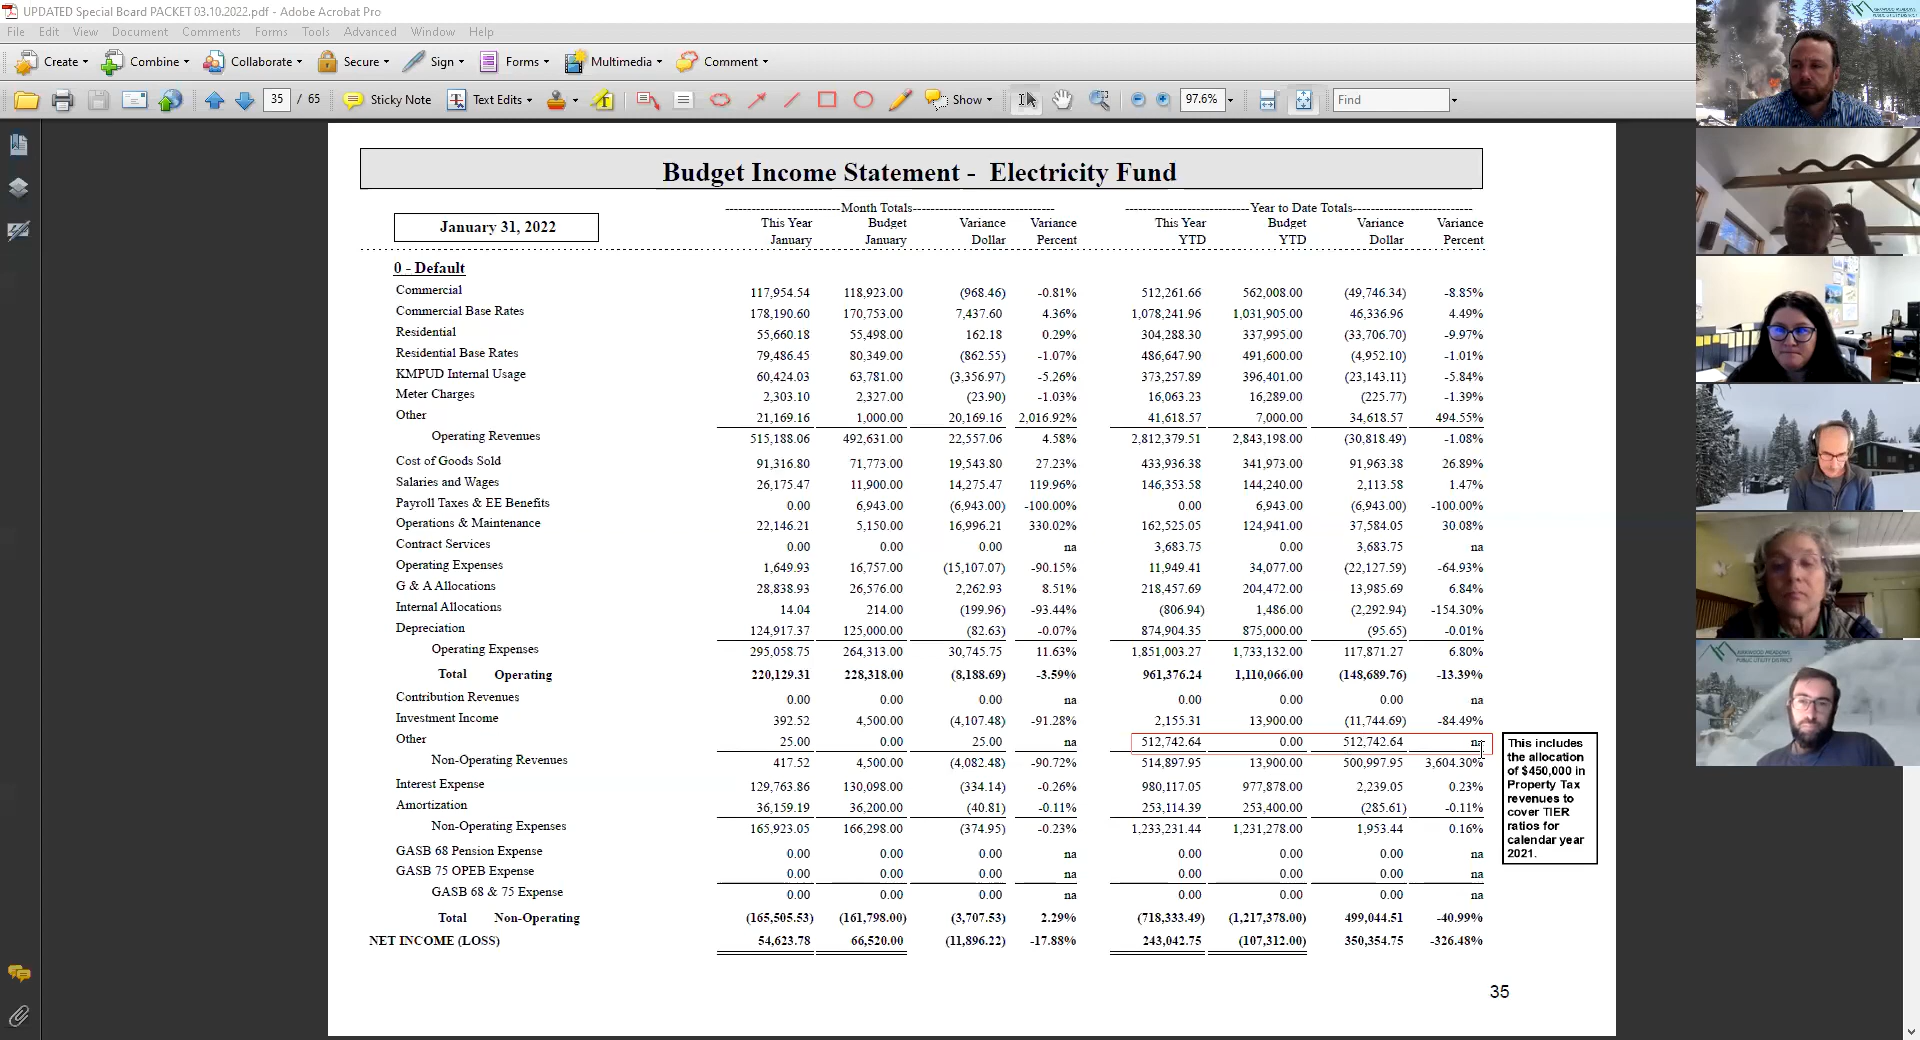 UPDATED Special Board PACKET 03.10.2022.pdf - Adobe Acrobat Pro
File Edit View Document Comments Forms Tools Advanced Window Help
Create Combine Collaborate Secure Sign Forms Multimedia Comment
35 / 65 Sticky Note Text Edits Show 97.6% Find
Budget Income Statement - Electricity Fund
-----Month Totals----- -----Year to Date Totals-----
January 31, 2022
This Year Budget Variance Variance This Year Budget Variance Variance
January January Dollar Percent YTD YTD Dollar Percent
0 - Default
Commercial 117,954.54 118,923.00 (968.46) -0.81% 512,261.66 562,008.00 (49,746.34) -8.85%
Commercial Base Rates 178,190.60 170,753.00 7,437.60 4.36% 1,078,241.96 1,031,905.00 46,336.96 4.49%
Residential 55,660.18 55,498.00 162.18 0.29% 304,288.30 337,995.00 (33,706.70) -9.97%
Residential Base Rates 79,486.45 80,349.00 (862.55) -1.07% 486,647.90 491,600.00 (4,952.10) -1.01%
KMPUD Internal Usage 60,424.03 63,781.00 (3,356.97) -5.26% 373,257.89 396,401.00 (23,143.11) -5.84%
Meter Charges 2,303.10 2,327.00 (23.90) -1.03% 16,063.23 16,289.00 (225.77) -1.39%
Other 21,169.16 1,000.00 20,169.16 2,016.92% 41,618.57 7,000.00 34,618.57 494.55%
Operating Revenues 515,188.06 492,631.00 22,557.06 4.58% 2,812,379.51 2,843,198.00 (30,818.49) -1.08%
Cost of Goods Sold 91,316.80 71,773.00 19,543.80 27.23% 433,936.38 341,973.00 91,963.38 26.89%
Salaries and Wages 26,175.47 11,900.00 14,275.47 119.96% 146,353.58 144,240.00 2,113.58 1.47%
Payroll Taxes & EE Benefits 0.00 6,943.00 (6,943.00) -100.00% 0.00 6,943.00 (6,943.00) -100.00%
Operations & Maintenance 22,146.21 5,150.00 16,996.21 330.02% 162,525.05 124,941.00 37,584.05 30.08%
Contract Services 0.00 0.00 0.00 na 3,683.75 0.00 3,683.75 na
Operating Expenses 1,649.93 16,757.00 (15,107.07) -90.15% 11,949.41 34,077.00 (22,127.59) -64.93%
G & A Allocations 28,838.93 26,576.00 2,262.93 8.51% 218,457.69 204,472.00 13,985.69 6.84%
Internal Allocations 14.04 214.00 (199.96) -93.44% (806.94) 1,486.00 (2,292.94) -154.30%
Depreciation 124,917.37 125,000.00 (82.63) -0.07% 874,904.35 875,000.00 (95.65) -0.01%
Operating Expenses 295,058.75 264,313.00 30,745.75 11.63% 1,851,003.27 1,733,132.00 117,871.27 6.80%
Total Operating 220,129.31 228,318.00 (8,188.69) -3.59% 961,376.24 1,110,066.00 (148,689.76) -13.39%
Contribution Revenues 0.00 0.00 0.00 na 0.00 0.00 0.00 na
Investment Income 392.52 4,500.00 (4,107.48) -91.28% 2,155.31 13,900.00 (11,744.69) -84.49%
Other 25.00 0.00 25.00 na 512,742.64 0.00 512,742.64 na
Non-Operating Revenues 417.52 4,500.00 (4,082.48) -90.72% 514,897.95 13,900.00 500,997.95 3,604.30%
Interest Expense 129,763.86 130,098.00 (334.14) -0.26% 980,117.05 977,878.00 2,239.05 0.23%
Amortization 36,159.19 36,200.00 (40.81) -0.11% 253,114.39 253,400.00 (285.61) -0.11%
Non-Operating Expenses 165,923.05 166,298.00 (374.95) -0.23% 1,233,231.44 1,231,278.00 1,953.44 0.16%
GASB 68 Pension Expense 0.00 0.00 0.00 na 0.00 0.00 0.00 na
GASB 75 OPEB Expense 0.00 0.00 0.00 na 0.00 0.00 0.00 na
GASB 68 & 75 Expense 0.00 0.00 0.00 na 0.00 0.00 0.00 na
Total Non-Operating (165,505.53) (161,798.00) (3,707.53) 2.29% (718,333.49) (1,217,378.00) 499,044.51 -40.99%
NET INCOME (LOSS) 54,623.78 66,520.00 (11,896.22) -17.88% 243,042.75 (107,312.00) 350,354.75 -326.48%
This includes
the allocation
of $450,000 in
Property Tax
revenues to
cover TIER
ratios for
calendar year
2021.
35
KIRKWOOD MEADOWS
PUBLIC UTILITY DISTRICT
KIRKWOOD MEADOWS
PUBLIC UTILITY DISTRICT